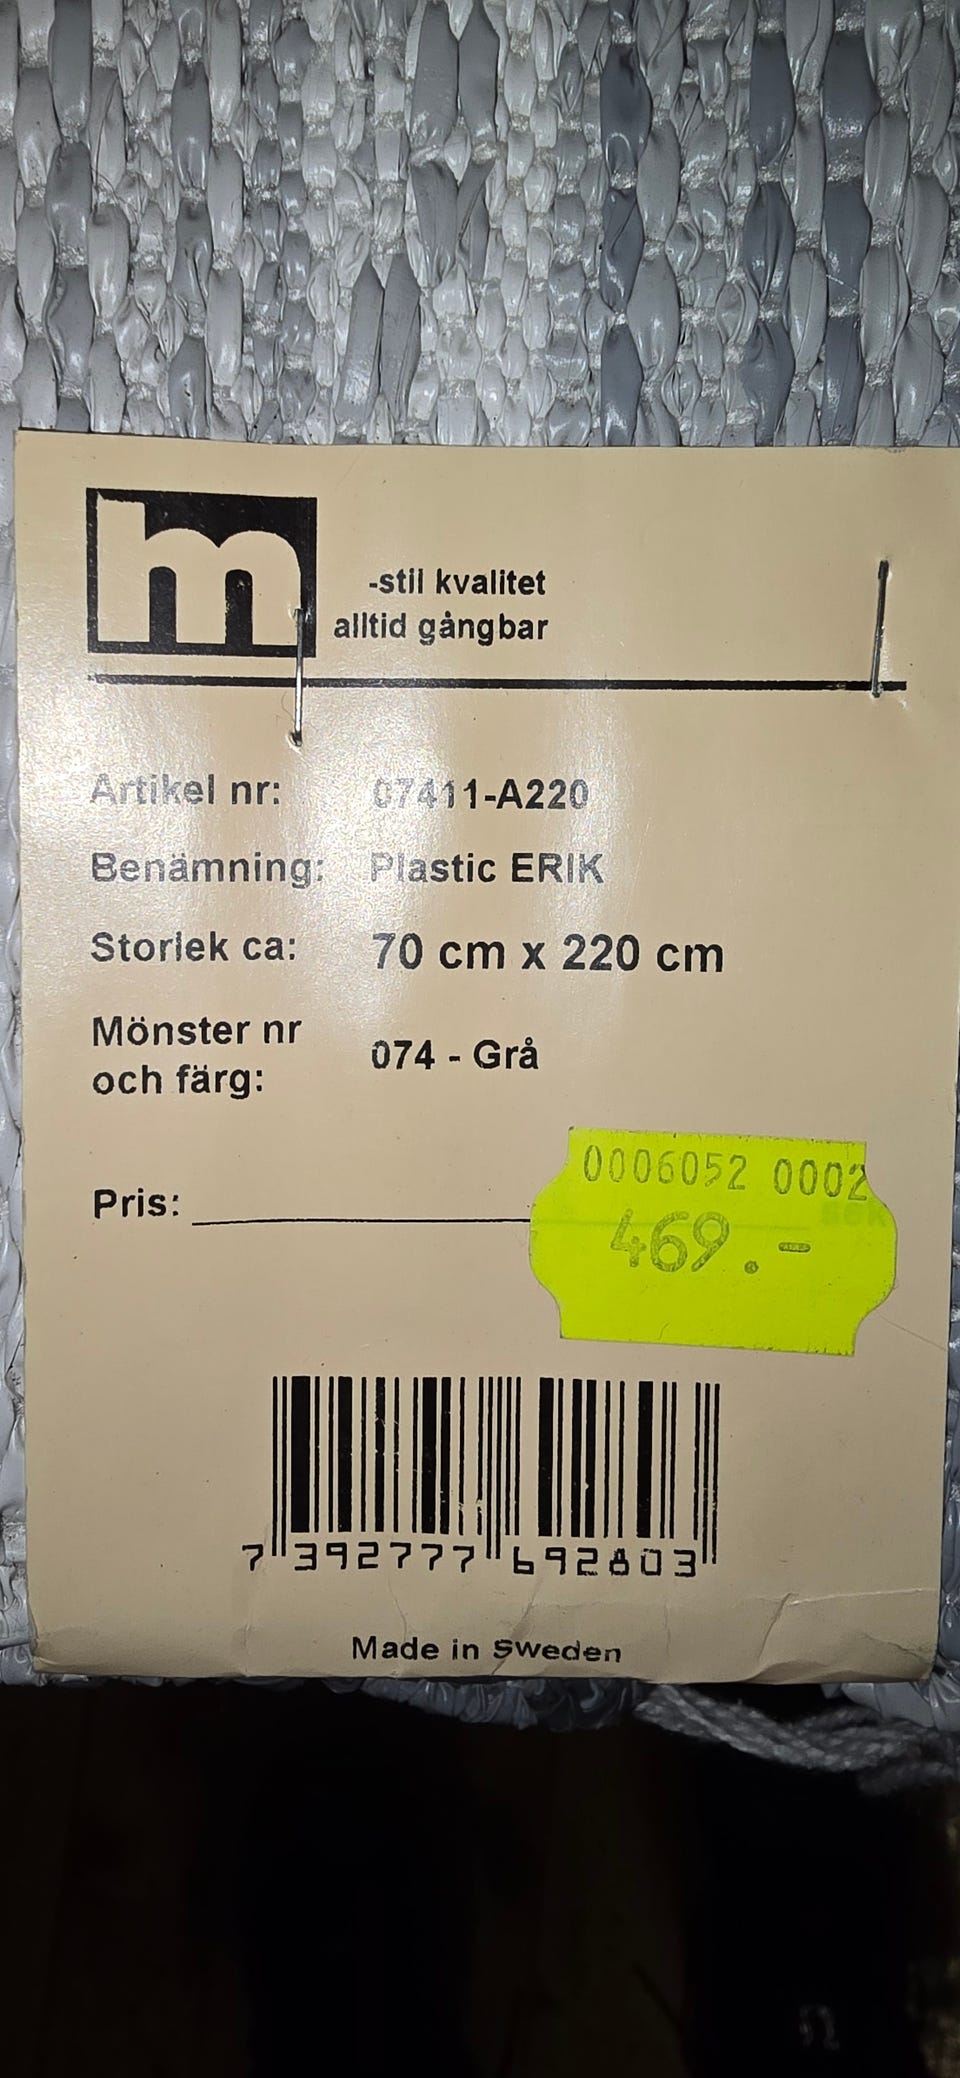 m
-stil kvalitet
alltid gångbar
Artikel nr: 07411-A220
Benämning: Plastic ERIK
Storlek ca: 70 cm x 220 cm
Mönster nr
och färg: 074 - Grå
0006052 0002
Pris: SEK
469.-
7 392777 692803
Made in Sweden